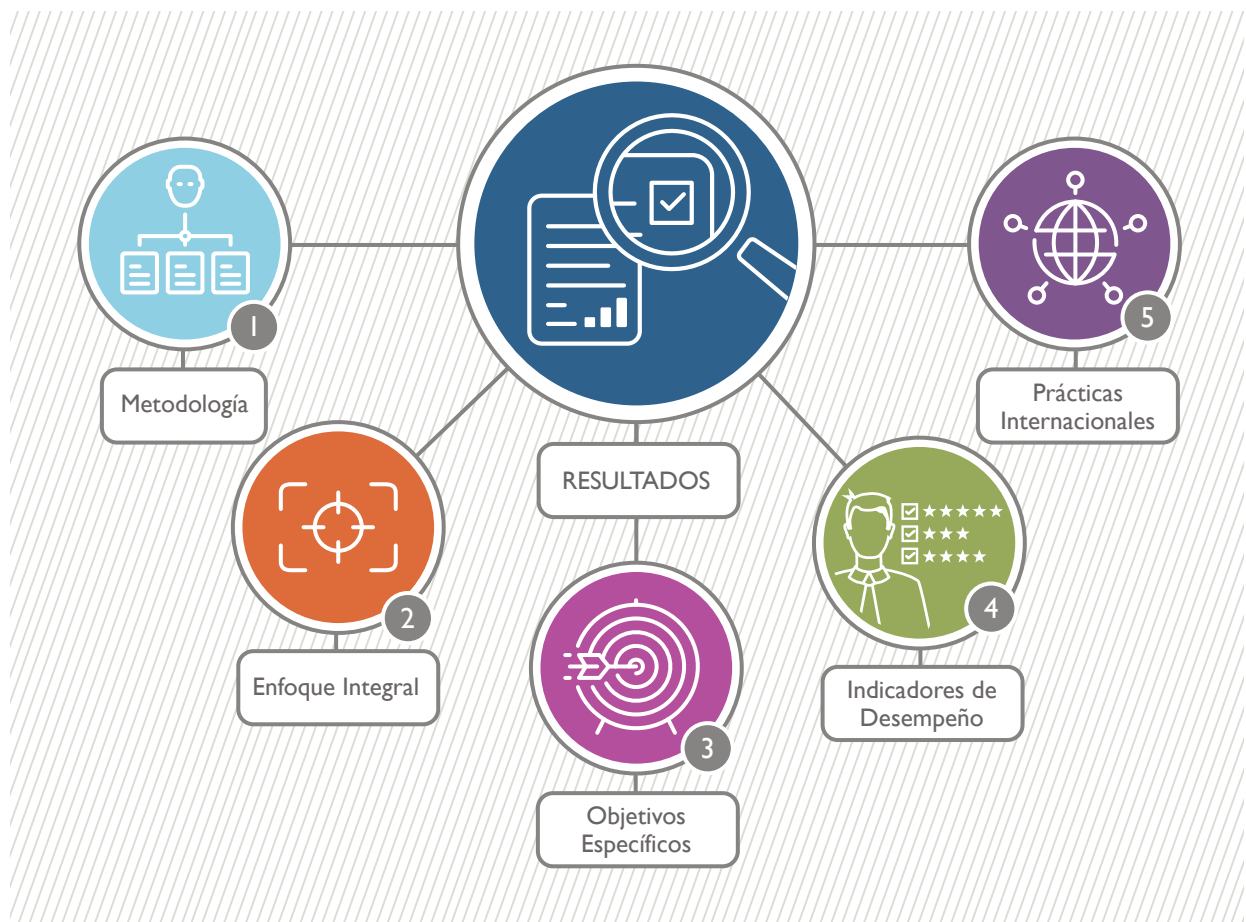 1
Metodología
2
Enfoque Integral
RESULTADOS
3
Objetivos
Específicos
4
Indicadores de
Desempeño
5
Prácticas
Internacionales